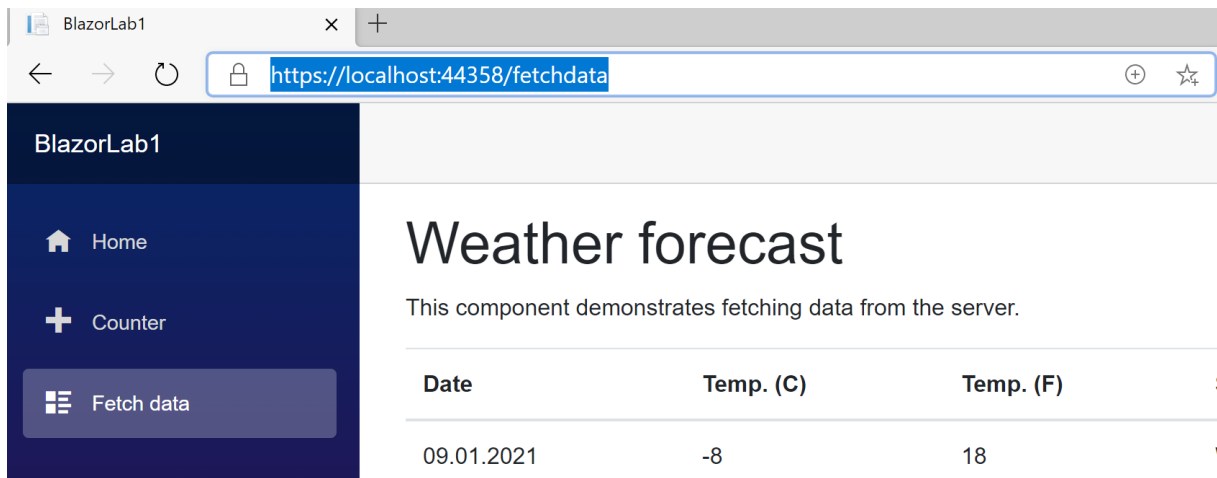 BlazorLab1
https://localhost:44358/fetchdata
BlazorLab1
Home
Counter
Fetch data
Weather forecast
This component demonstrates fetching data from the server.
Date Temp. (C) Temp. (F)
09.01.2021 -8 18